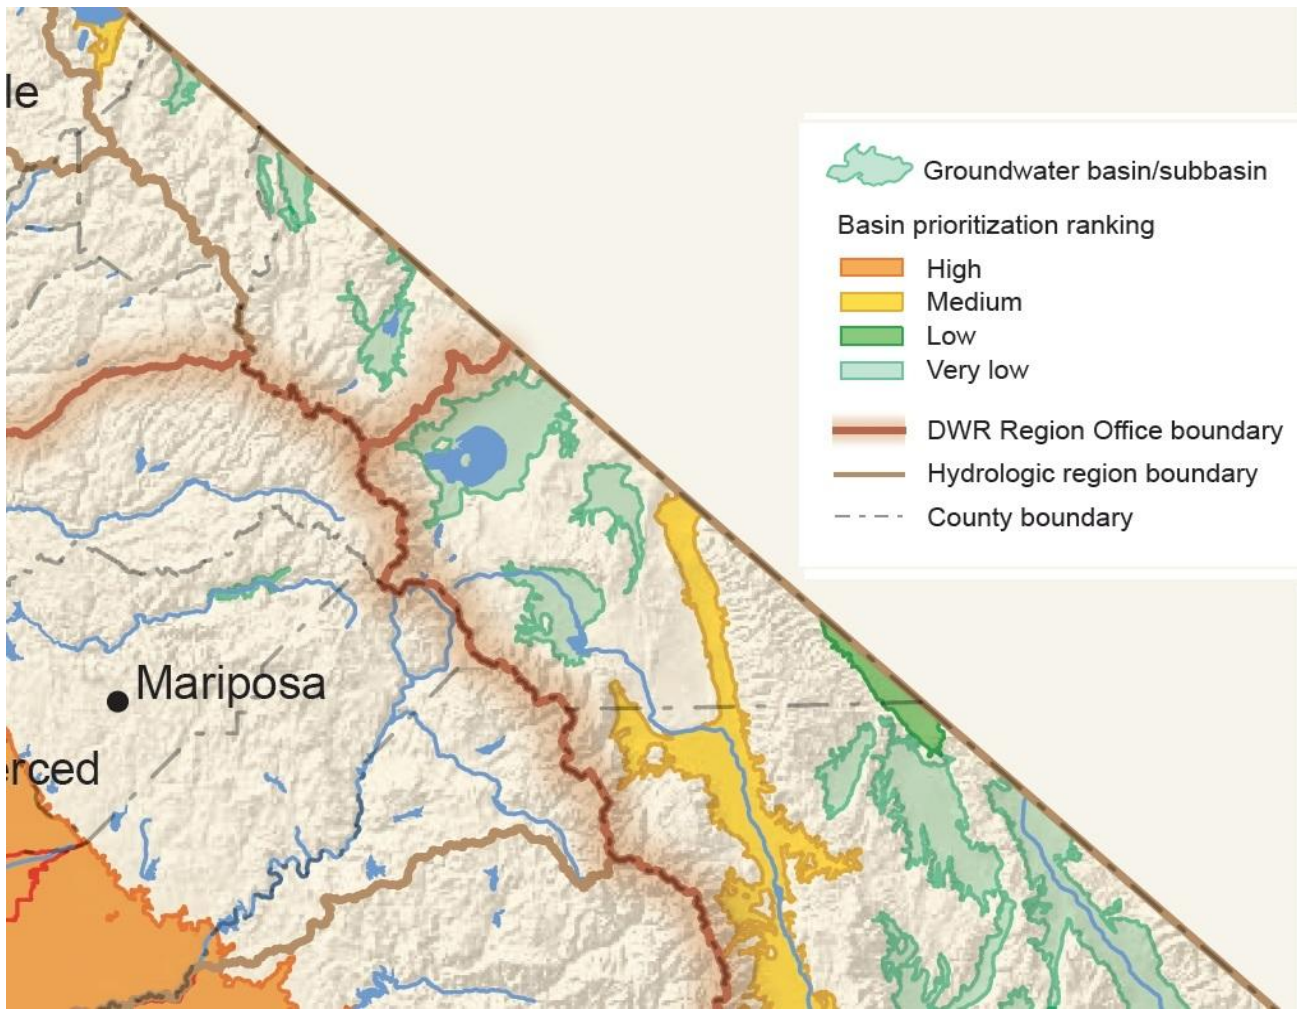 le
Groundwater basin/subbasin
Basin prioritization ranking
High
Medium
Low
Very low
DWR Region Office boundary
Hydrologic region boundary
County boundary
Mariposa
erced